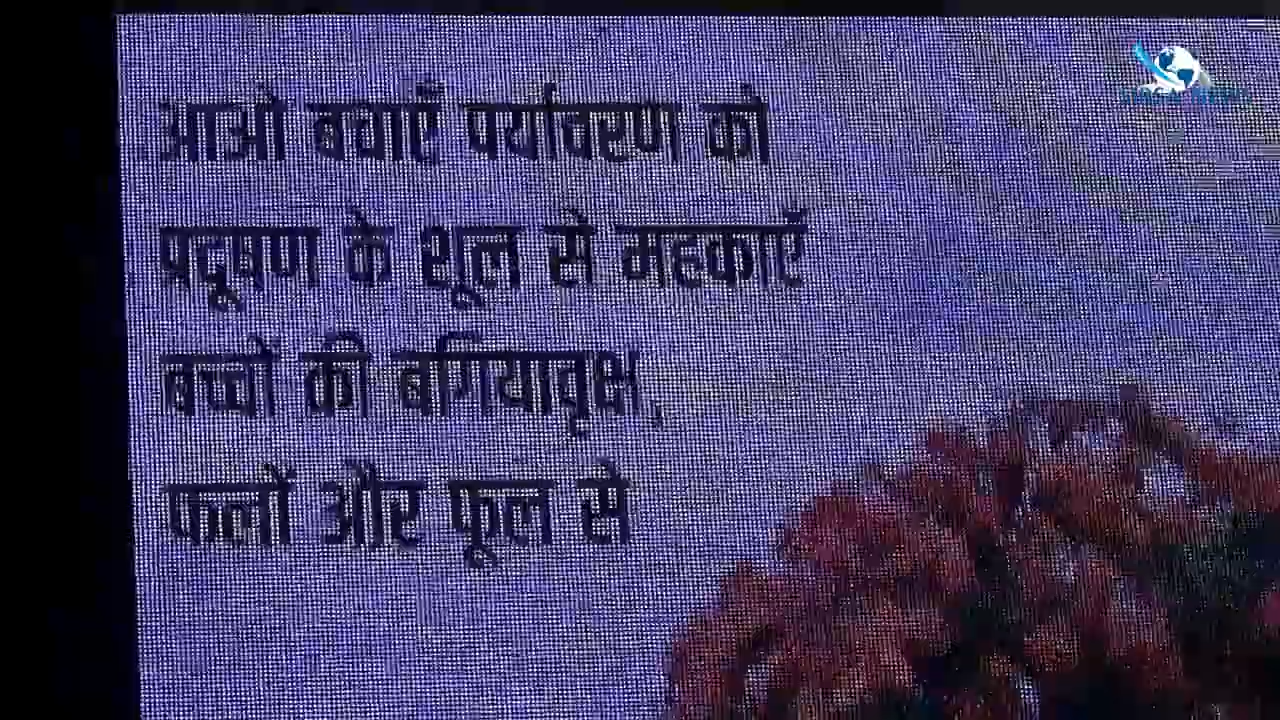 आओ बचाएँ पर्यावरण को
प्रदूषण के शूल से महकाएँ
बच्चों की बगियावृक्ष,
फलों और फूल से